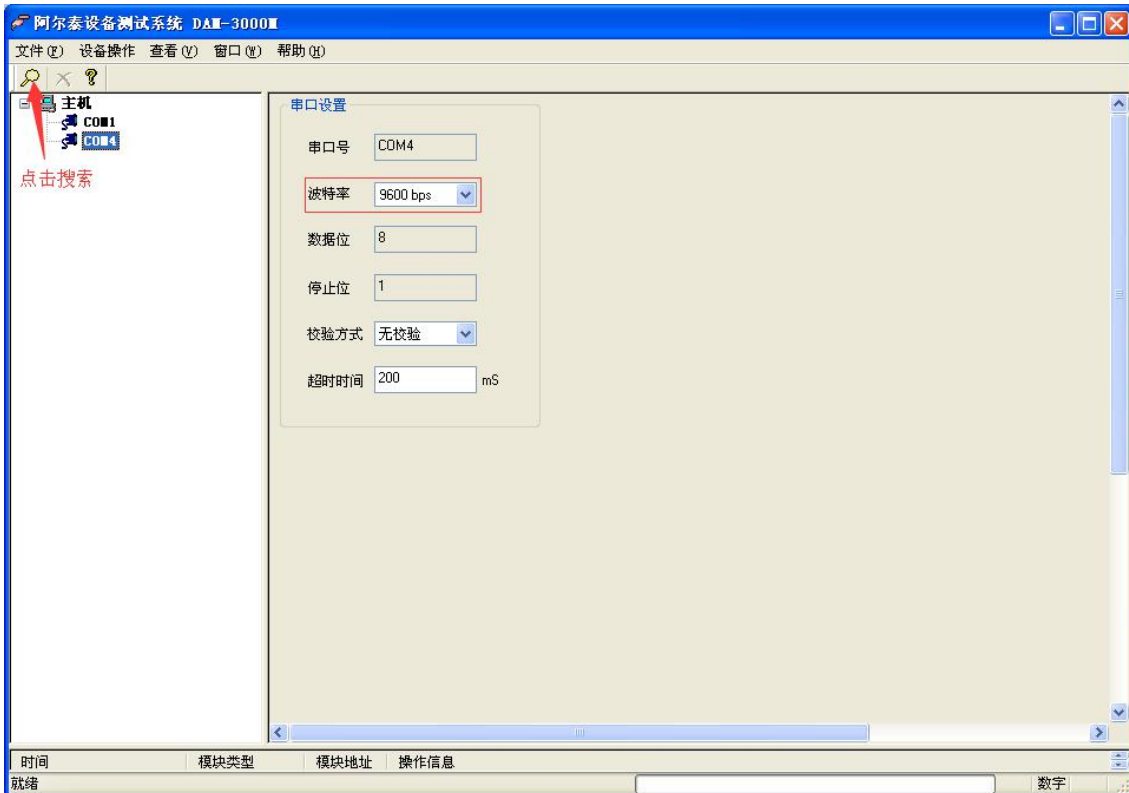 阿尔泰设备测试系统 DAM-3000M
文件(F) 设备操作 查看(V) 窗口(W) 帮助(H)
主机
COM1
COM4
点击搜索
串口设置
串口号 COM4
波特率 9600 bps
数据位 8
停止位 1
校验方式 无校验
超时时间 200 mS
时间 模块类型 模块地址 操作信息
就绪 数字